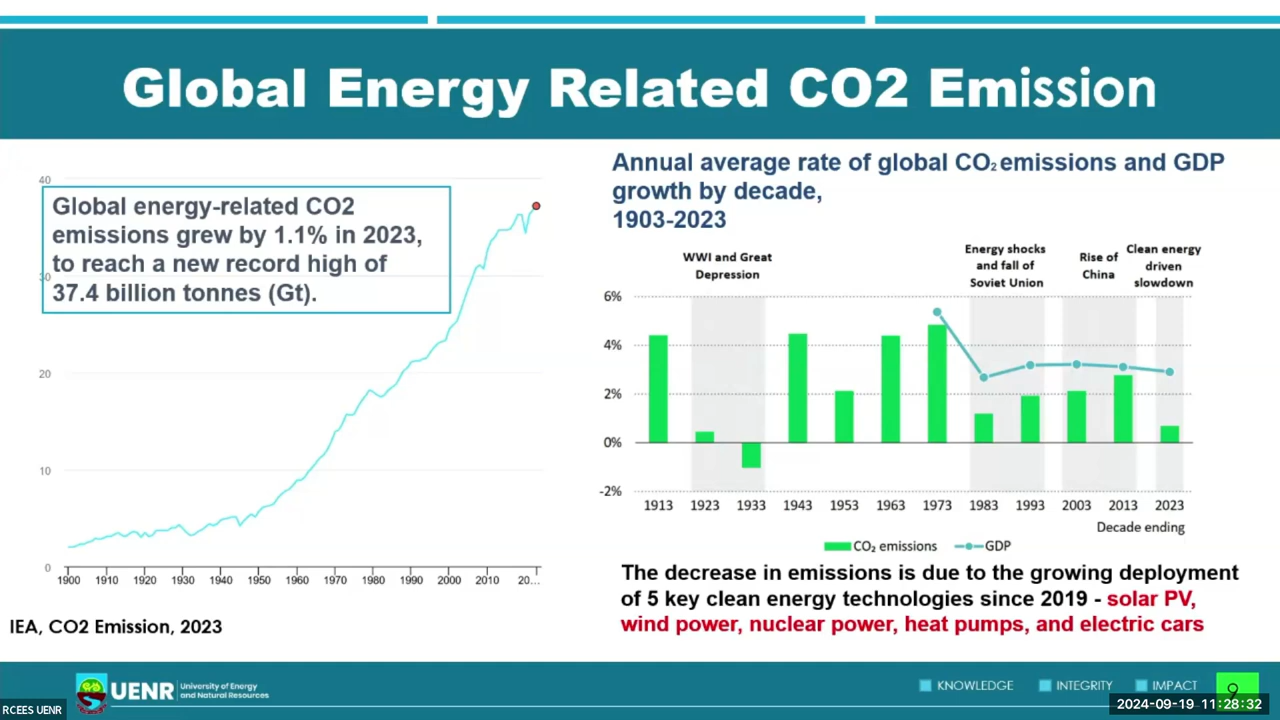 Global Energy Related CO2 Emission
40
30
20
10
0
1900
1910
1920
1930
1940
1950
1960
1970
1980
1990
2000
2010
20...
Global energy-related CO2
emissions grew by 1.1% in 2023,
to reach a new record high of
37.4 billion tonnes (Gt).
IEA, CO2 Emission, 2023
Annual average rate of global CO₂ emissions and GDP
growth by decade,
1903-2023
WWI and Great
Depression
Energy shocks
and fall of
Soviet Union
Rise of
China
Clean energy
driven
slowdown
6%
4%
2%
0%
-2%
1913
1923
1933
1943
1953
1963
1973
1983
1993
2003
2013
2023
Decade ending
CO₂ emissions
GDP
The decrease in emissions is due to the growing deployment
of 5 key clean energy technologies since 2019 - solar PV,
wind power, nuclear power, heat pumps, and electric cars
UENR
University of Energy
and Natural Resources
KNOWLEDGE
INTEGRITY
IMPACT
9
RCEES UENR
2024-09-19 11:28:32